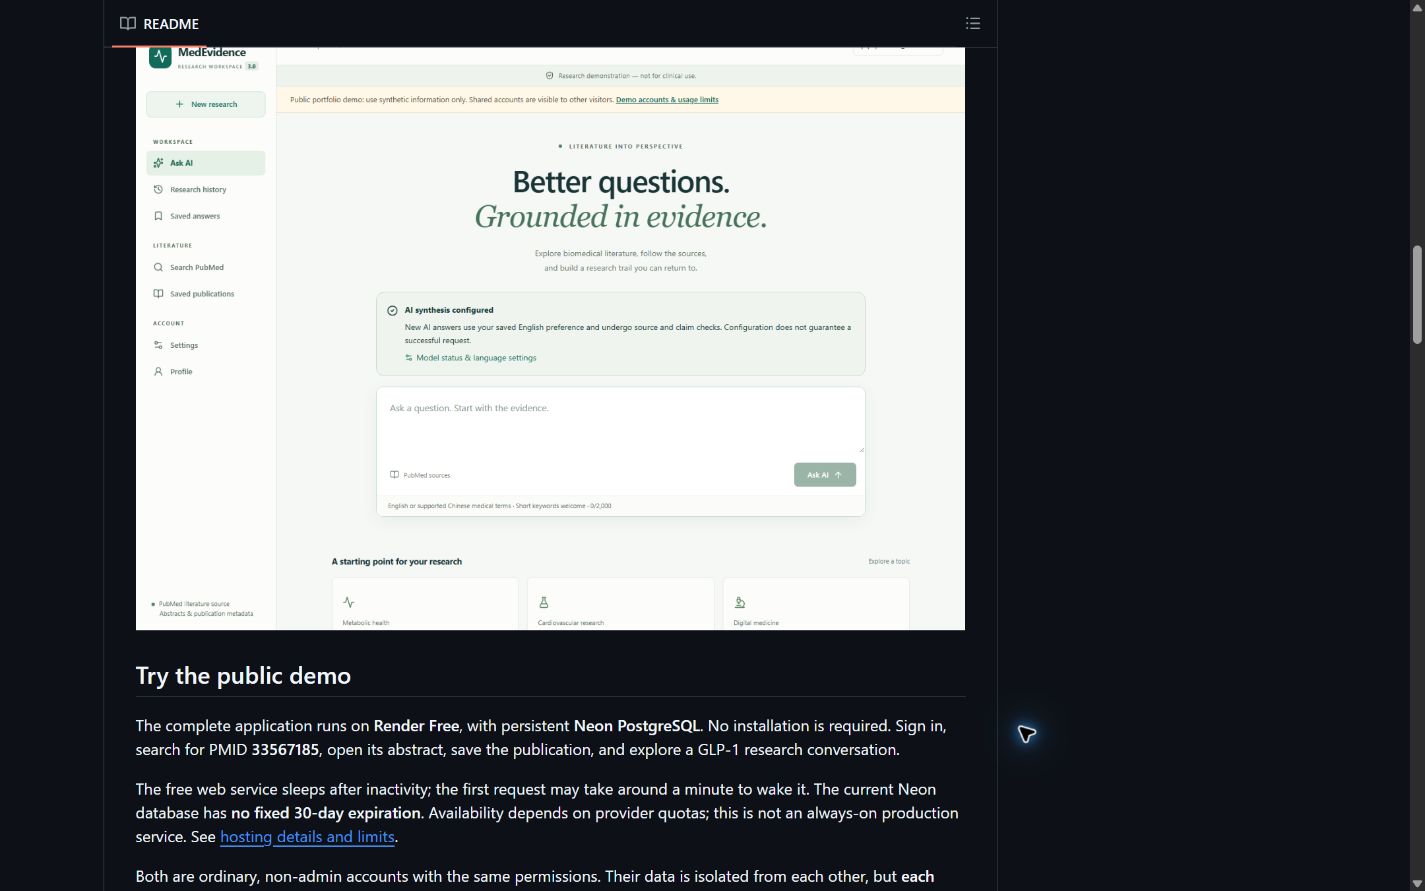 README
MedEvidence
RESEARCH WORKSPACE 3.0
Research demonstration — not for clinical use.
Public portfolio demo: use synthetic information only. Shared accounts are visible to other visitors. Demo accounts & usage limits
New research
WORKSPACE
Ask AI
Research history
Saved answers
LITERATURE
Search PubMed
Saved publications
ACCOUNT
Settings
Profile
PubMed literature source
Abstracts & publication metadata
LITERATURE INTO PERSPECTIVE
Better questions.
Grounded in evidence.
Explore biomedical literature, follow the sources,
and build a research trail you can return to.
AI synthesis configured
New AI answers use your saved English preference and undergo source and claim checks. Configuration does not guarantee a
successful request.
Model status & language settings
Ask a question. Start with the evidence.
PubMed sources
Ask AI
English or supported Chinese medical terms · Short keywords welcome · 0/2,000
A starting point for your research
Explore a topic
Metabolic health
Cardiovascular research
Digital medicine
Try the public demo
The complete application runs on Render Free, with persistent Neon PostgreSQL. No installation is required. Sign in,
search for PMID 33567185, open its abstract, save the publication, and explore a GLP-1 research conversation.
The free web service sleeps after inactivity; the first request may take around a minute to wake it. The current Neon
database has no fixed 30-day expiration. Availability depends on provider quotas; this is not an always-on production
service. See hosting details and limits.
Both are ordinary, non-admin accounts with the same permissions. Their data is isolated from each other, but each